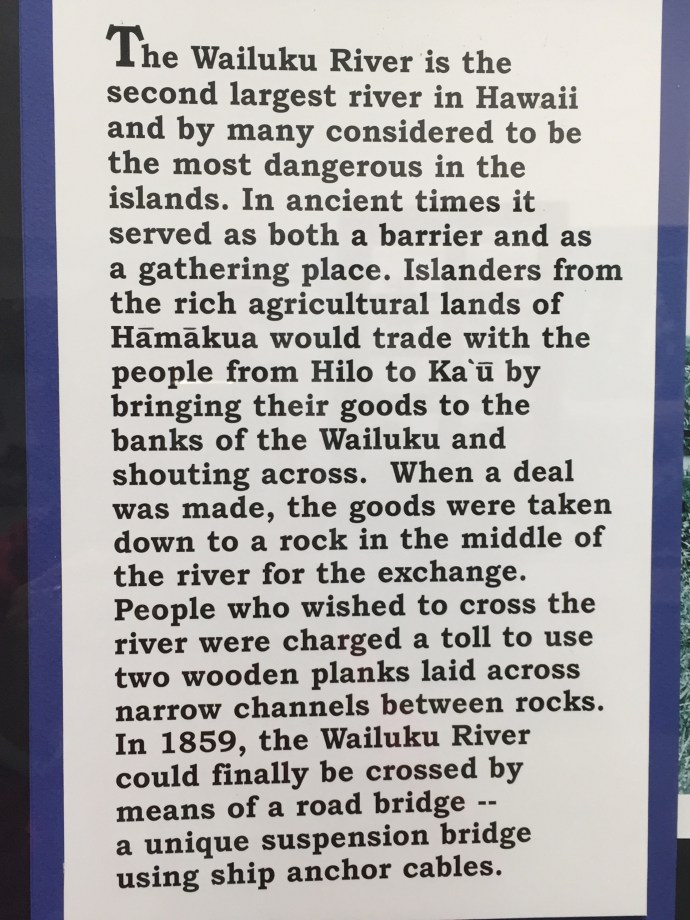 The Wailuku River is the
second largest river in Hawaii
and by many considered to be
the most dangerous in the
islands. In ancient times it
served as both a barrier and as
a gathering place. Islanders from
the rich agricultural lands of
Hāmākua would trade with the
people from Hilo to Ka`ū by
bringing their goods to the
banks of the Wailuku and
shouting across.  When a deal
was made, the goods were taken
down to a rock in the middle of
the river for the exchange.
People who wished to cross the
river were charged a toll to use
two wooden planks laid across
narrow channels between rocks.
In 1859, the Wailuku River
could finally be crossed by
means of a road bridge --
a unique suspension bridge
using ship anchor cables.